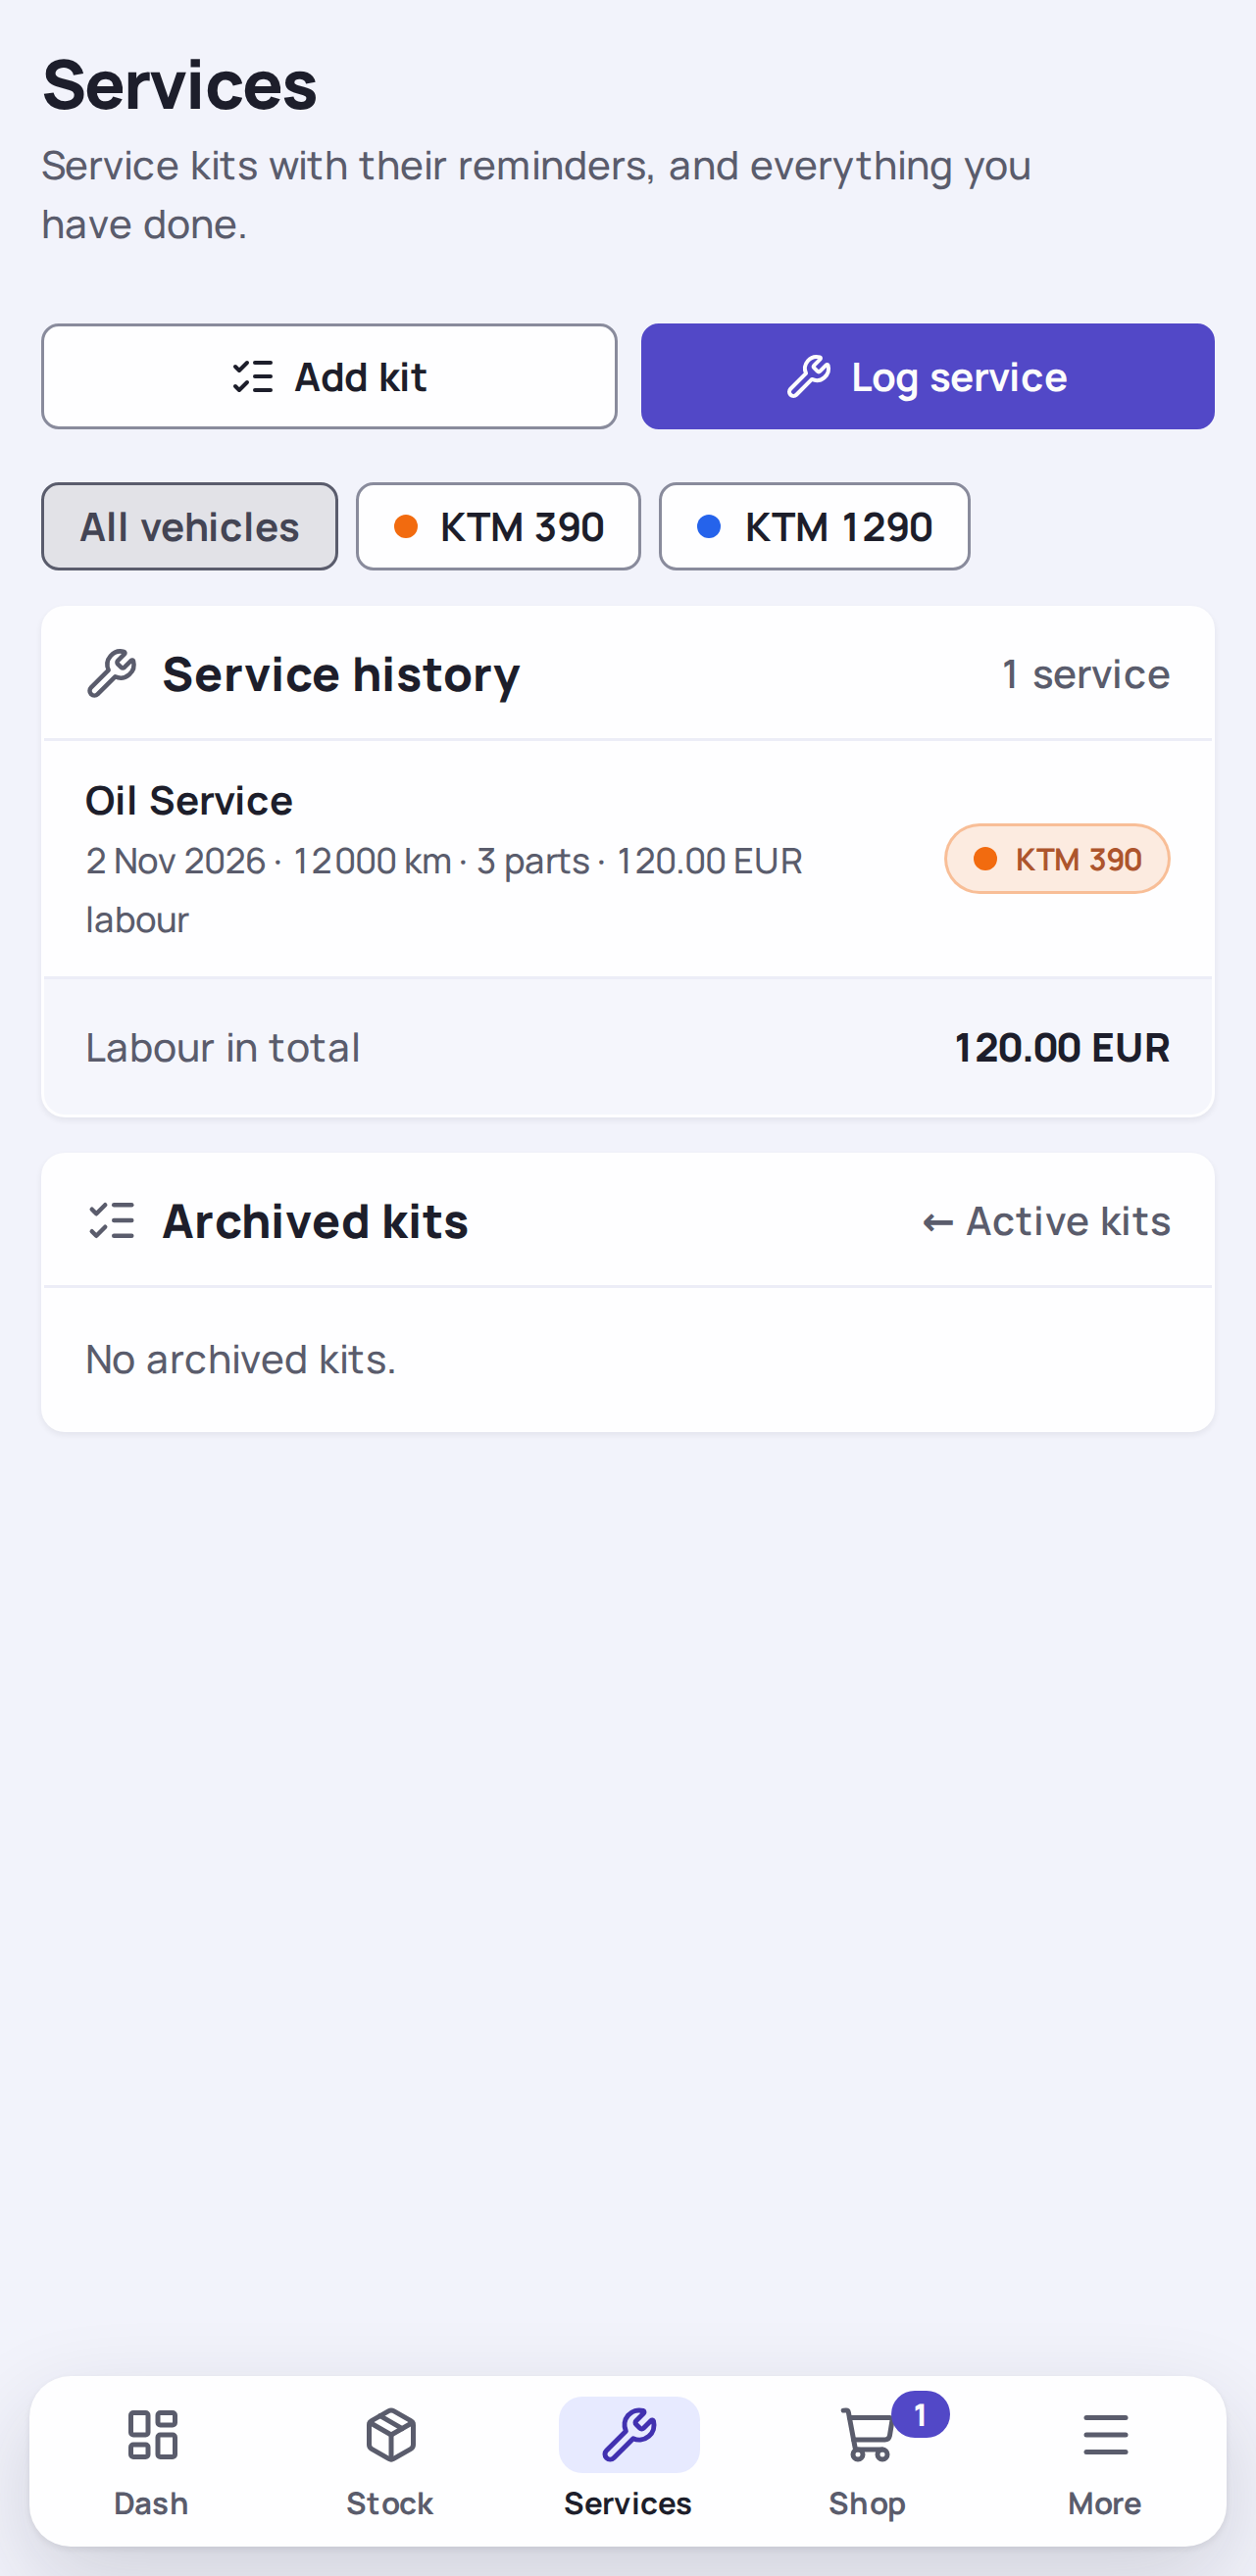 Services
Service kits with their reminders, and everything you
have done.
Add kit
Log service
All vehicles
KTM 390
KTM 1290
Service history
1 service
Oil Service
2 Nov 2026 · 12 000 km · 3 parts · 120.00 EUR
labour
KTM 390
Labour in total
120.00 EUR
Archived kits
← Active kits
No archived kits.
1
Dash
Stock
Services
Shop
More